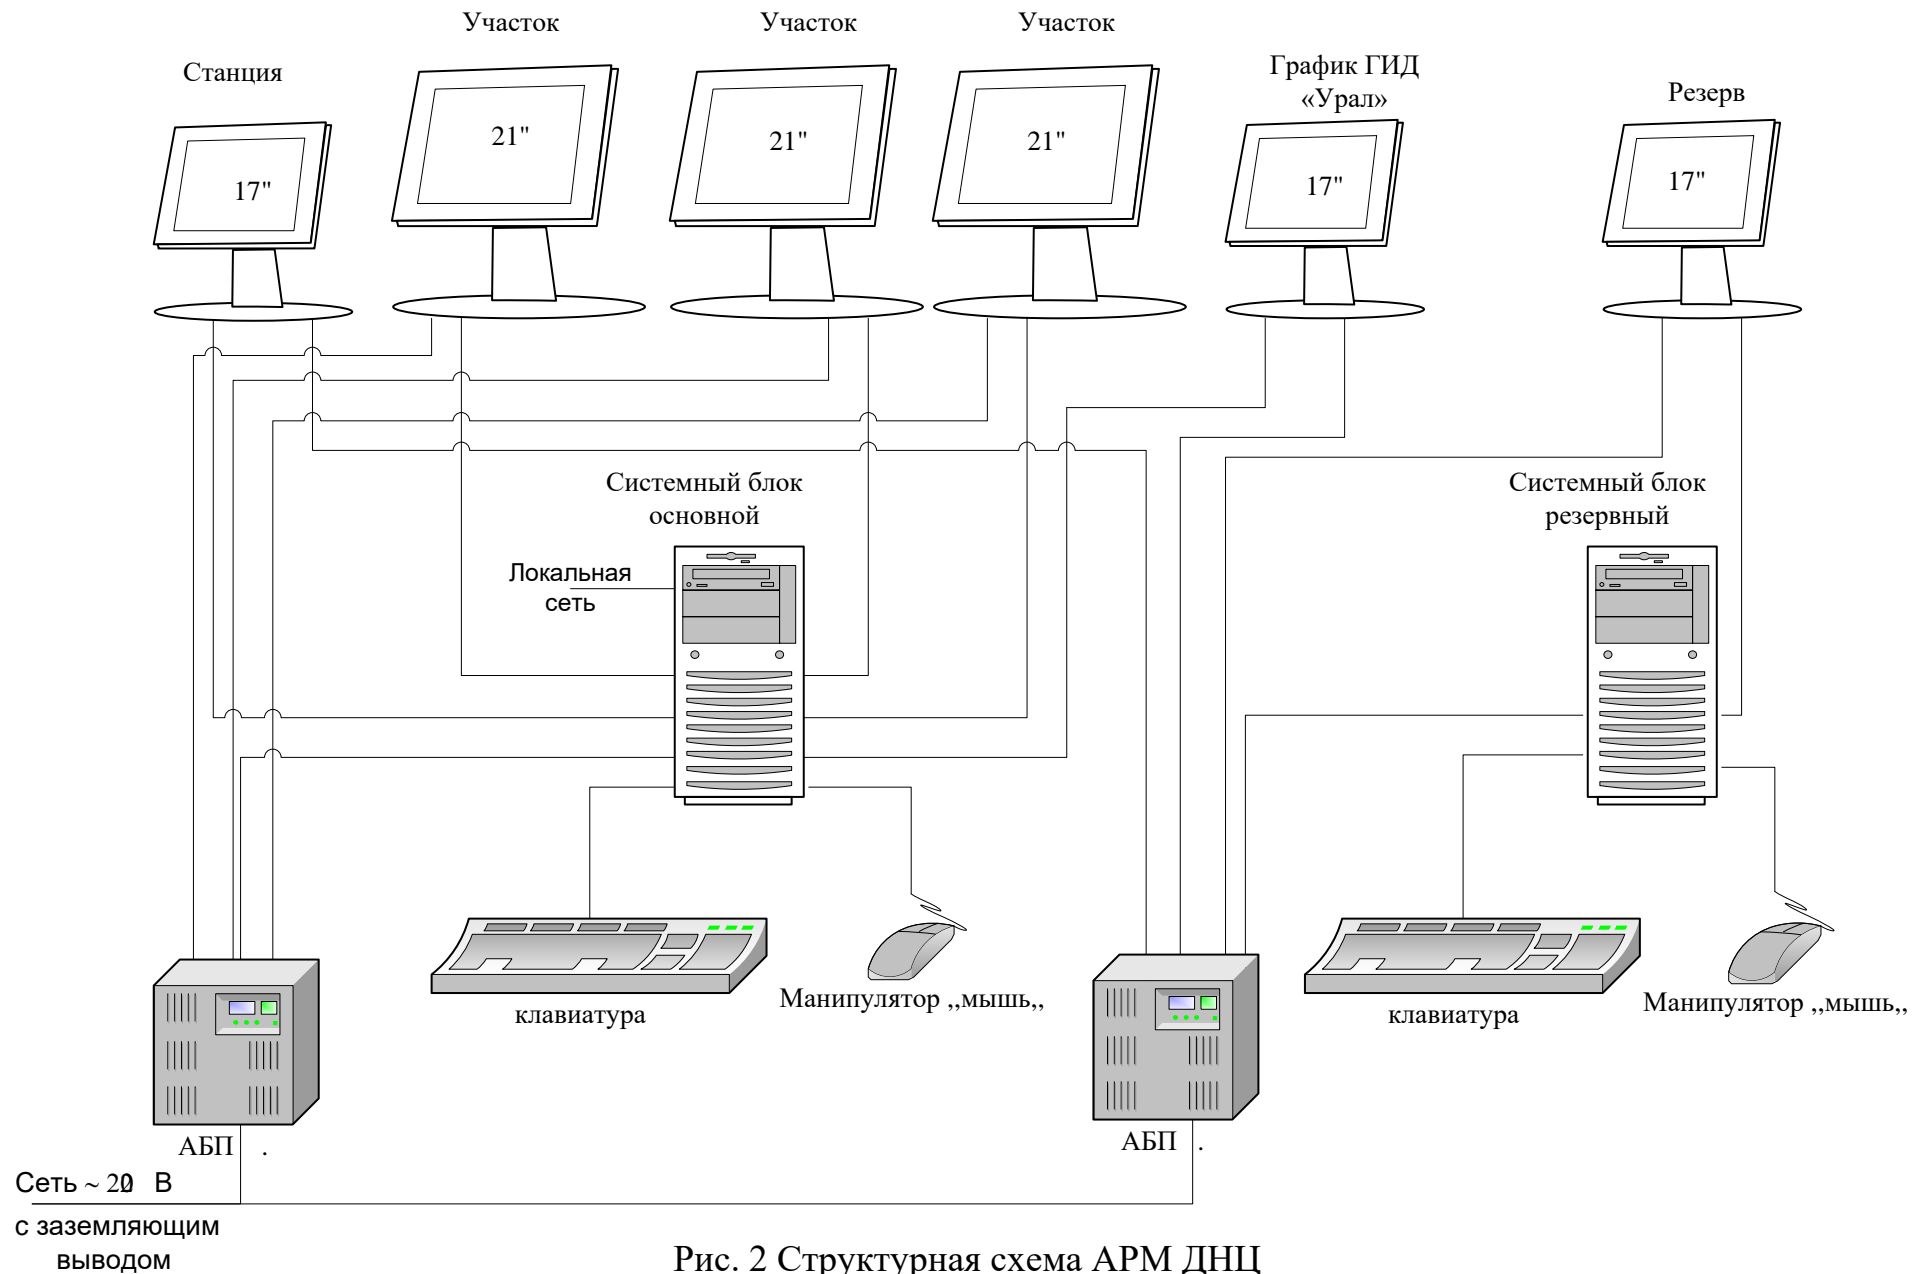 Участок
Участок
Участок
Станция
График ГИД
«Урал»
Резерв
17"
21"
21"
21"
17"
17"
Системный блок
основной
Системный блок
резервный
Локальная
сеть
клавиатура
Манипулятор ,,мышь,,
клавиатура
Манипулятор ,,мышь,,
АБП .
АБП .
Сеть ~ В
с заземляющим
выводом
Рис. 2 Структурная схема АРМ ДНЦ